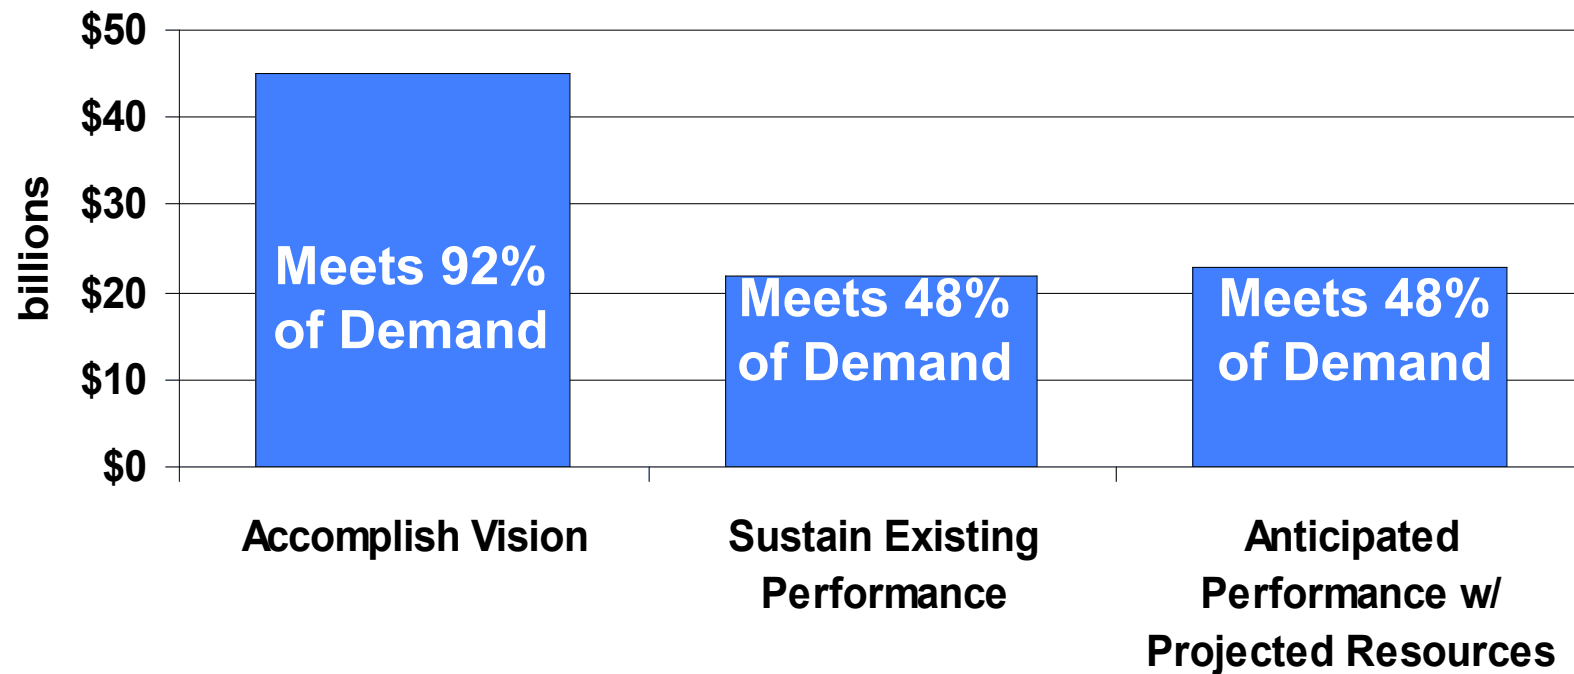 $50
$40
$30
$20
$10
$0
billions
Meets 92%
of Demand
Meets 48%
of Demand
Meets 48%
of Demand
Accomplish Vision
Sustain Existing
Performance
Anticipated
Performance w/
Projected Resources